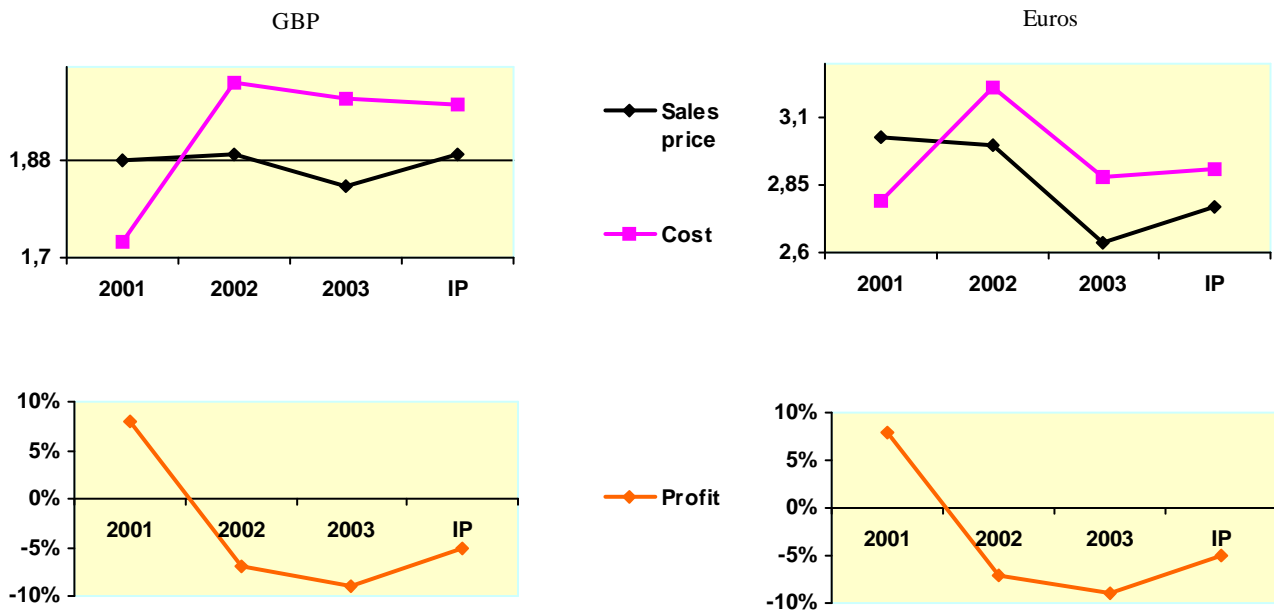 GBP
Euros
1,88
1,7
2001 2002 2003 IP
Sales
price
Cost
3,1
2,85
2,6
2001 2002 2003 IP
10%
5%
0%
-5%
-10%
2001 2002 2003 IP
Profit
10%
5%
0%
-5%
-10%
2001 2002 2003 IP